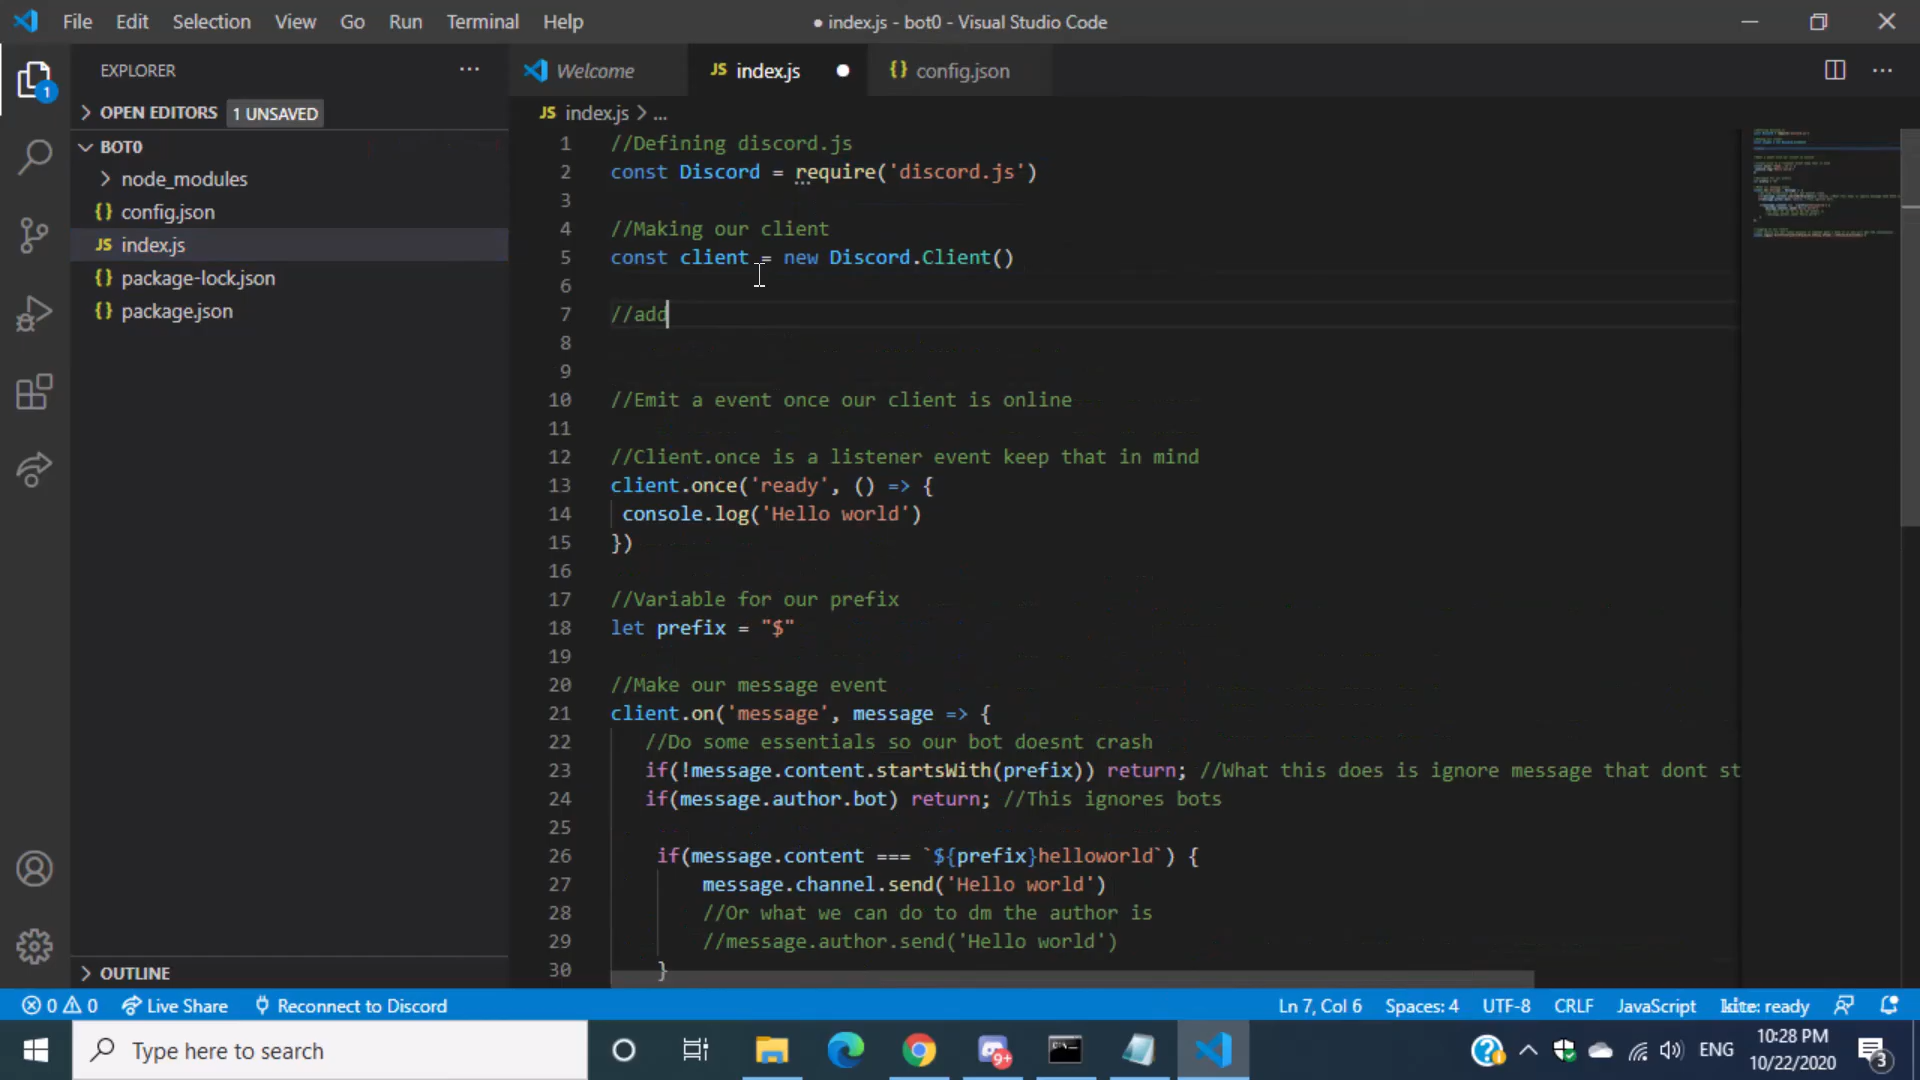 File Edit Selection View Go Run Terminal Help
● index.js - bot0 - Visual Studio Code
EXPLORER
Welcome
JS index.js
{} config.json
1
OPEN EDITORS 1 UNSAVED
JS index.js > ...
BOT0
node_modules
{} config.json
JS index.js
{} package-lock.json
{} package.json
1 //Defining discord.js
2 const Discord = require('discord.js')
3
4 //Making our client
5 const client = new Discord.Client()
6
7 //add
8
9
10 //Emit a event once our client is online
11
12 //Client.once is a listener event keep that in mind
13 client.once('ready', () => {
14 console.log('Hello world')
15 })
16
17 //Variable for our prefix
18 let prefix = "$"
19
20 //Make our message event
21 client.on('message', message => {
22 //Do some essentials so our bot doesnt crash
23 if(!message.content.startsWith(prefix)) return; //What this does is ignore message that dont st
24 if(message.author.bot) return; //This ignores bots
25
26 if(message.content === `${prefix}helloworld`) {
27 message.channel.send('Hello world')
28 //Or what we can do to dm the author is
29 //message.author.send('Hello world')
30 }
OUTLINE
0 0 Live Share Reconnect to Discord
Ln 7, Col 6 Spaces: 4 UTF-8 CRLF JavaScript kite: ready
Type here to search
9+
ENG
10:28 PM
10/22/2020
3